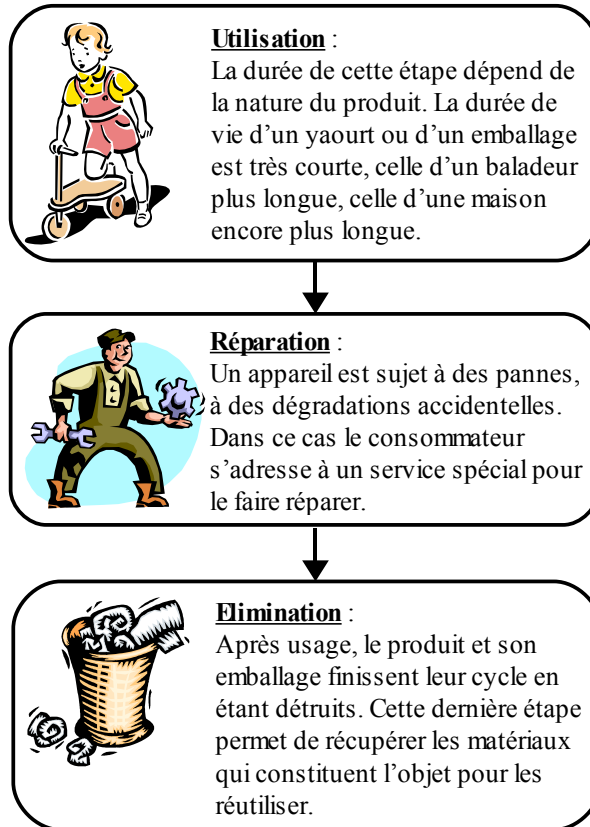 Utilisation :
La durée de cette étape dépend de
la nature du produit. La durée de
vie d’un yaourt ou d’un emballage
est très courte, celle d’un baladeur
plus longue, celle d’une maison
encore plus longue.
Réparation :
Un appareil est sujet à des pannes,
à des dégradations accidentelles.
Dans ce cas le consommateur
s’adresse à un service spécial pour
le faire réparer.
Elimination :
Après usage, le produit et son
emballage finissent leur cycle en
étant détruits. Cette dernière étape
permet de récupérer les matériaux
qui constituent l’objet pour les
réutiliser.